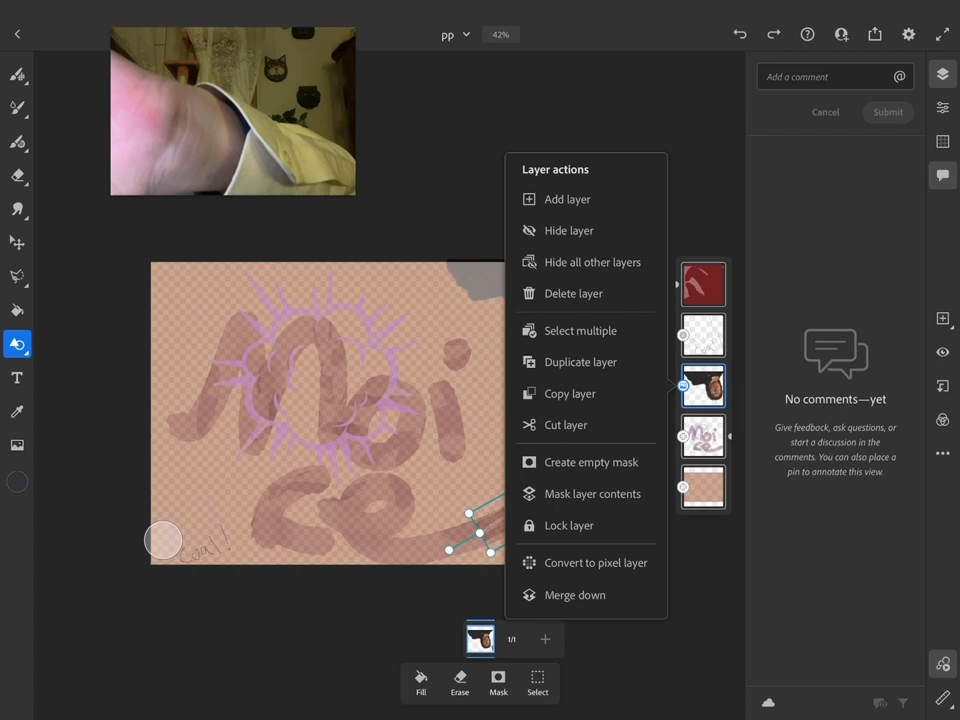 pp
42%
Add a comment
@
Cancel
Submit
Layer actions
Add layer
Hide layer
Hide all other layers
Delete layer
Select multiple
Duplicate layer
Copy layer
Cut layer
Create empty mask
Mask layer contents
Lock layer
Convert to pixel layer
Merge down
No comments—yet
Give feedback, ask questions, or
start a discussion in the
comments. You can also place a
pin to annotate this view.
Moi
ce
T
1/1
Fill
Erase
Mask
Select